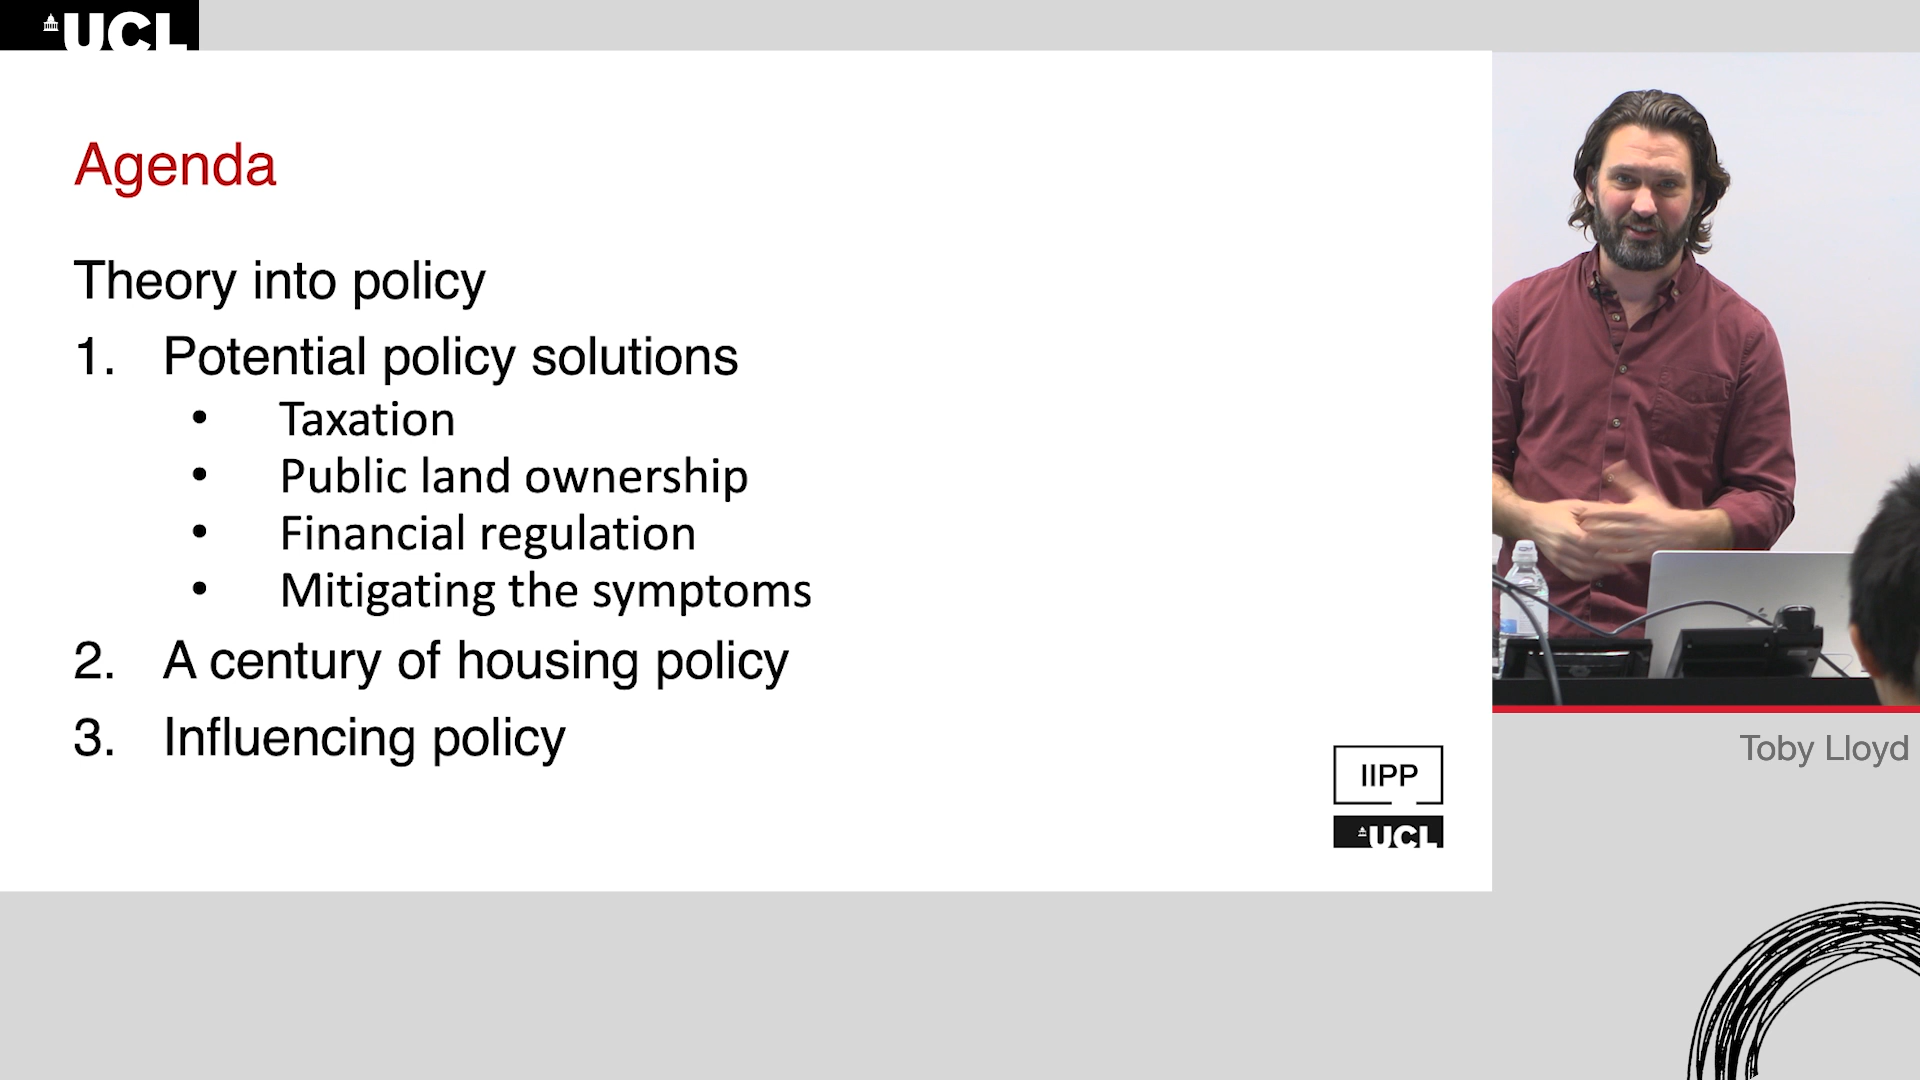 UCL
Agenda
Theory into policy
1. Potential policy solutions
• Taxation
• Public land ownership
• Financial regulation
• Mitigating the symptoms
2. A century of housing policy
3. Influencing policy
IIPP
UCL
Toby Lloyd